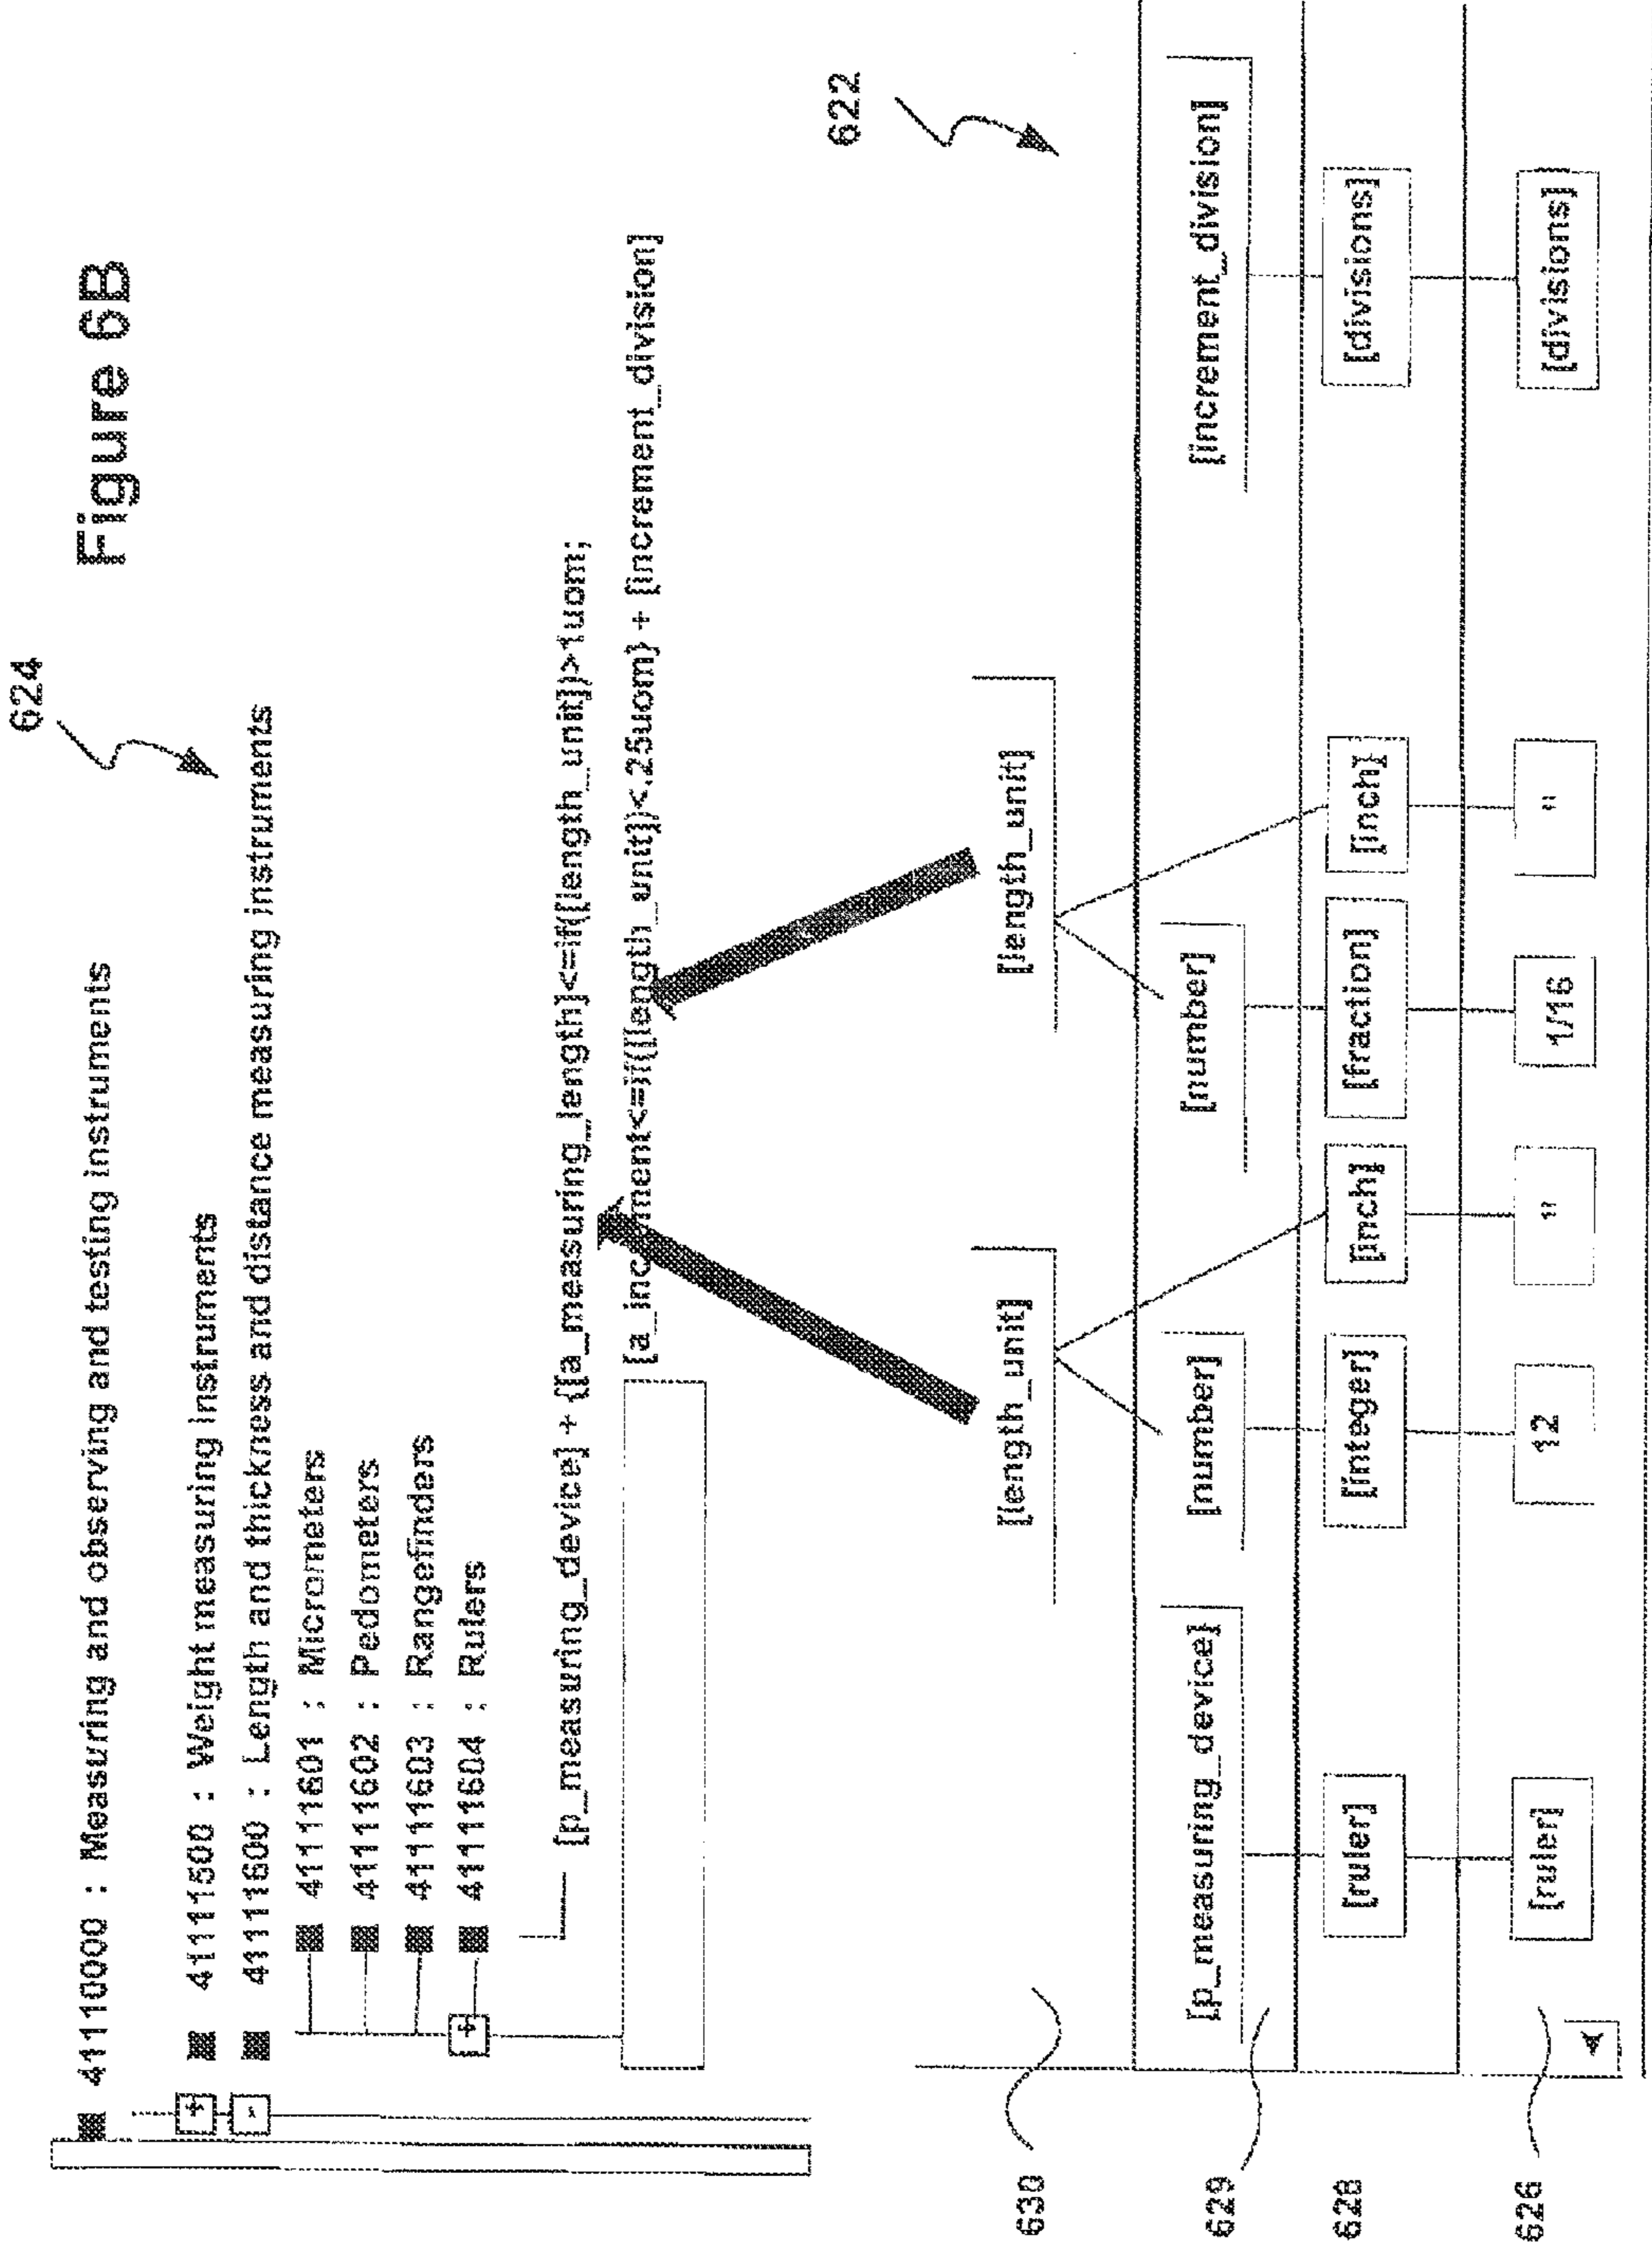 Figure 6B
624
41110000 : Measuring and observing and testing instruments
+ 41111500 : Weight measuring instruments
- 41111600 : Length and thickness and distance measuring instruments
41111601 : Micrometers
41111602 : Pedometers
41111603 : Rangefinders
+ 41111604 : Rulers
[p_measuring_device] + {[a_measuring_length]<=if([length_unit])>1uom;
[a_increment<=if([length_unit])<.25uom} + [increment_division]
622
630
[length_unit] [length_unit]
629
[p_measuring_device] [number] [number] [increment_division]
628
[ruler] [integer] [inch] [fraction] [inch] [divisions]
626
[ruler] 12 " 1/16 " [divisions]